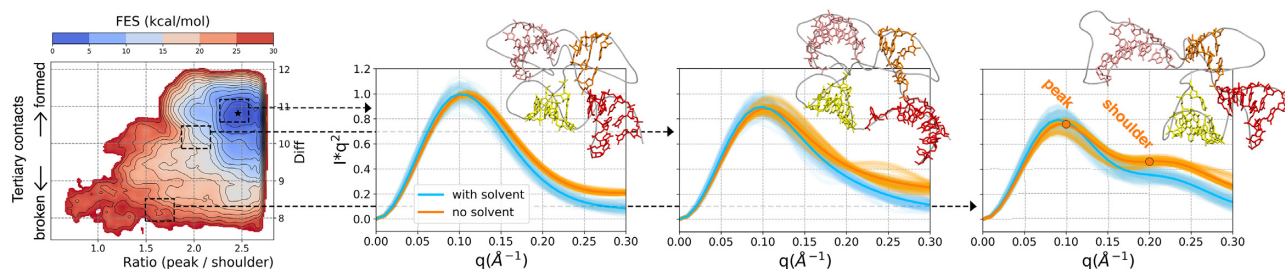 FES (kcal/mol)
0 5 10 15 20 25 30
Tertiary contacts
broken ← → formed
12
11
10
9
8
Diff
1.0 1.5 2.0 2.5
Ratio (peak / shoulder)
I*q²
1.2
1.0
0.8
0.6
0.4
0.2
0.0
with solvent
no solvent
0.00 0.05 0.10 0.15 0.20 0.25 0.30
q(Å⁻¹)
0.00 0.05 0.10 0.15 0.20 0.25 0.30
q(Å⁻¹)
peak
shoulder
0.00 0.05 0.10 0.15 0.20 0.25 0.30
q(Å⁻¹)